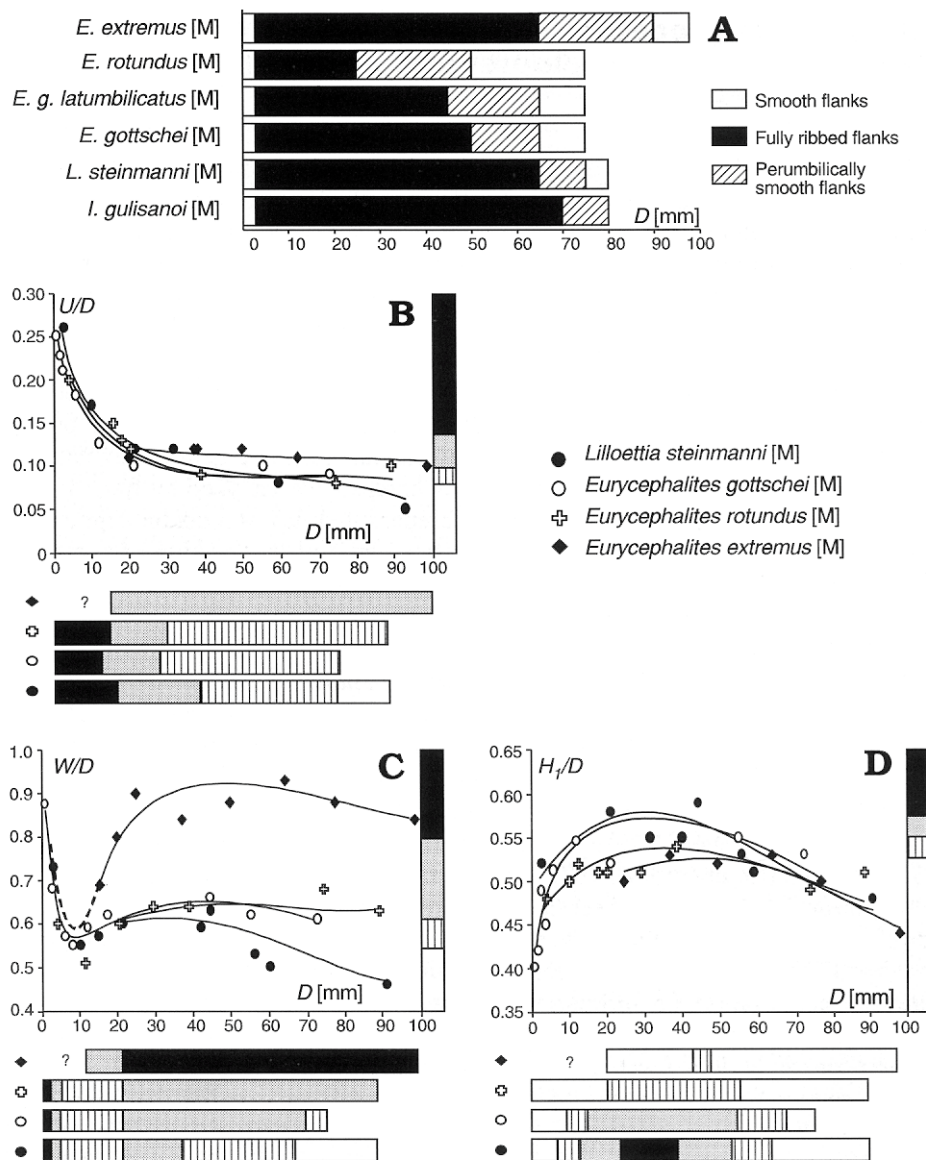 E. extremus [M]
A
E. rotundus [M]
E. g. latumbilicatus [M]
Smooth flanks
E. gottschei [M]
Fully ribbed flanks
L. steinmanni [M]
Perumbilically
smooth flanks
I. gulisanoi [M]
D [mm]
0 10 20 30 40 50 60 70 80 90 100
0.30
U/D
B
0.25
0.20
0.15
0.10
0.05
0
D [mm]
0 10 20 30 40 50 60 70 80 90 100
Lilloettia steinmanni [M]
Eurycephalites gottschei [M]
Eurycephalites rotundus [M]
Eurycephalites extremus [M]
?
1.0
W/D
C
0.9
0.8
0.7
0.6
0.5
0.4
D [mm]
0 10 20 30 40 50 60 70 80 90 100
?
0.65
H1/D
D
0.60
0.55
0.50
0.45
0.40
0.35
D [mm]
0 10 20 30 40 50 60 70 80 90 100
?